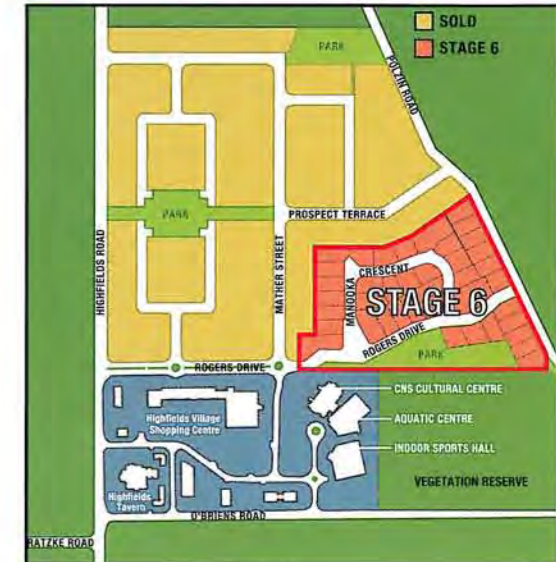 SOLD
STAGE 6
PARK
POLZIN ROAD
PARK
PROSPECT TERRACE
HIGHFIELDS ROAD
MATHER STREET
MANOOKA
CRESCENT
STAGE 6
ROGERS DRIVE
PARK
ROGERS DRIVE
CNS CULTURAL CENTRE
Highfields Village
Shopping Centre
AQUATIC CENTRE
INDOOR SPORTS HALL
Highfields
Tavern
VEGETATION RESERVE
O'BRIENS ROAD
RATZKE ROAD